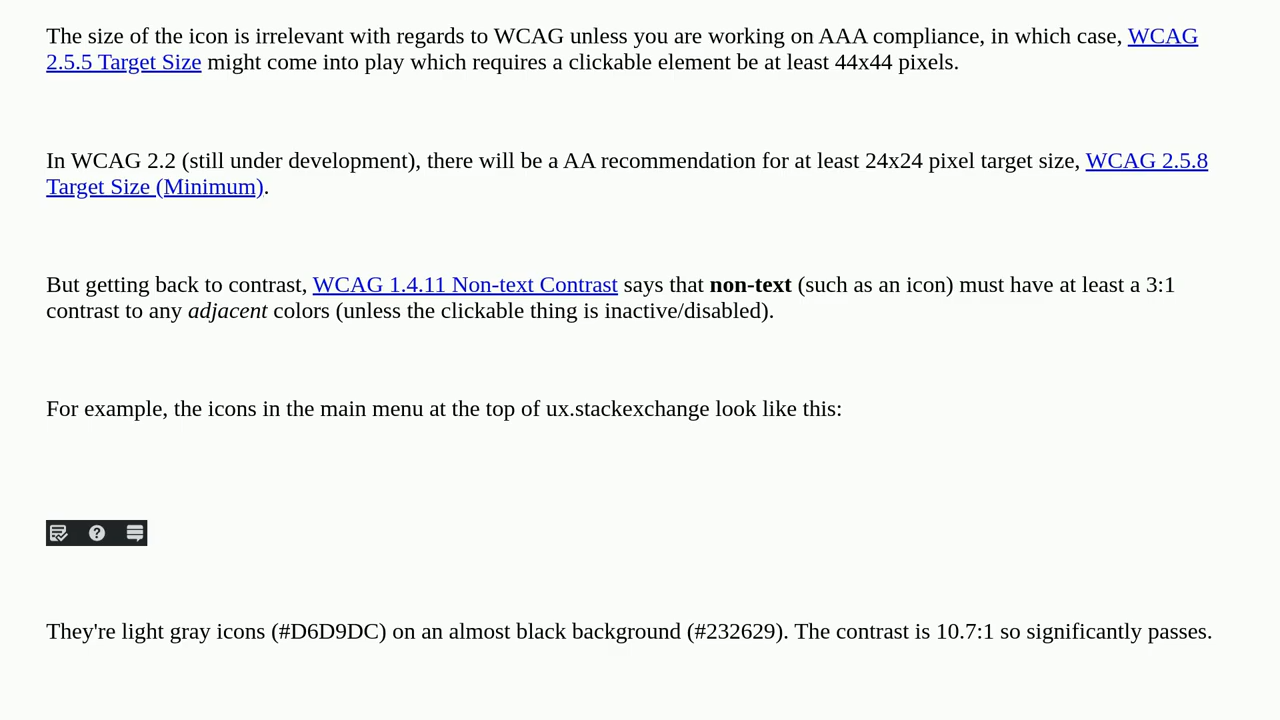 The size of the icon is irrelevant with regards to WCAG unless you are working on AAA compliance, in which case, WCAG
2.5.5 Target Size might come into play which requires a clickable element be at least 44x44 pixels.
In WCAG 2.2 (still under development), there will be a AA recommendation for at least 24x24 pixel target size, WCAG 2.5.8
Target Size (Minimum).
But getting back to contrast, WCAG 1.4.11 Non-text Contrast says that non-text (such as an icon) must have at least a 3:1
contrast to any adjacent colors (unless the clickable thing is inactive/disabled).
For example, the icons in the main menu at the top of ux.stackexchange look like this:
?
They're light gray icons (#D6D9DC) on an almost black background (#232629). The contrast is 10.7:1 so significantly passes.